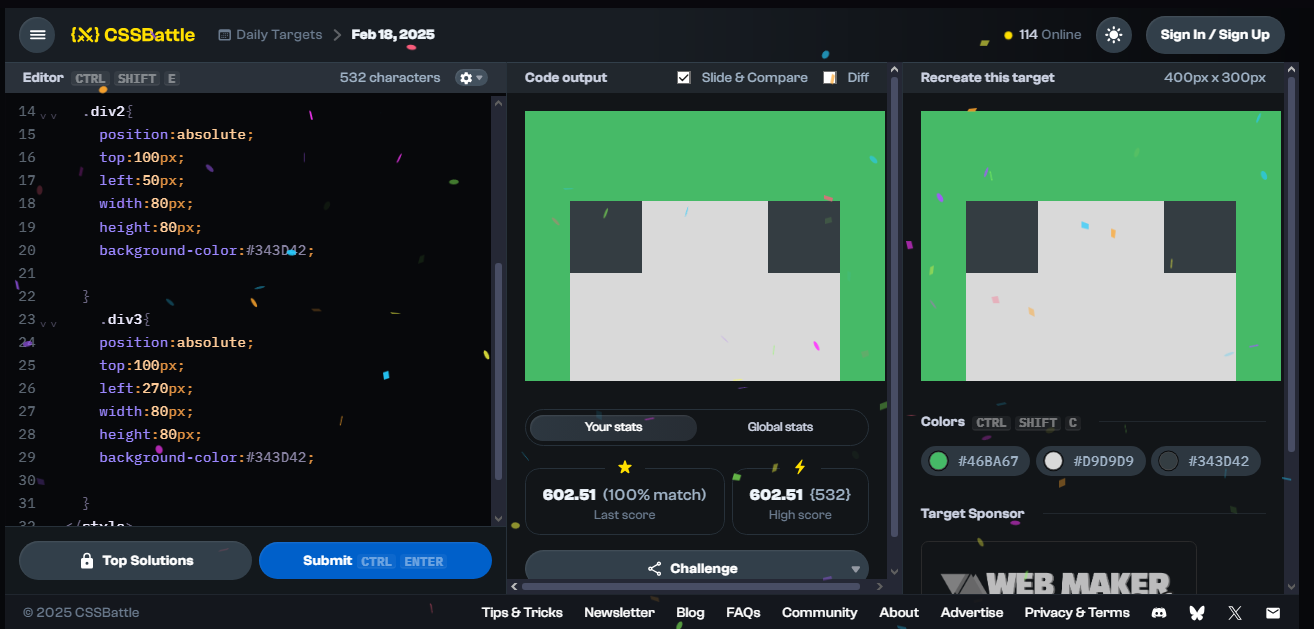 {X} CSSBattle Daily Targets > Feb 18, 2025 114 Online Sign In / Sign Up
Editor CTRL SHIFT E 532 characters
Code output Slide & Compare Diff
Recreate this target 400px x 300px
14 .div2{
15 position:absolute;
16 top:100px;
17 left:50px;
18 width:80px;
19 height:80px;
20 background-color:#343D42;
21
22 }
23 .div3{
24 position:absolute;
25 top:100px;
26 left:270px;
27 width:80px;
28 height:80px;
29 background-color:#343D42;
30
31 }
32 </style>
Top Solutions Submit CTRL ENTER
Your stats Global stats
602.51 (100% match)
Last score
602.51 {532}
High score
Challenge
Colors CTRL SHIFT C
#46BA67 #D9D9D9 #343D42
Target Sponsor
WEB MAKER
© 2025 CSSBattle Tips & Tricks Newsletter Blog FAQs Community About Advertise Privacy & Terms